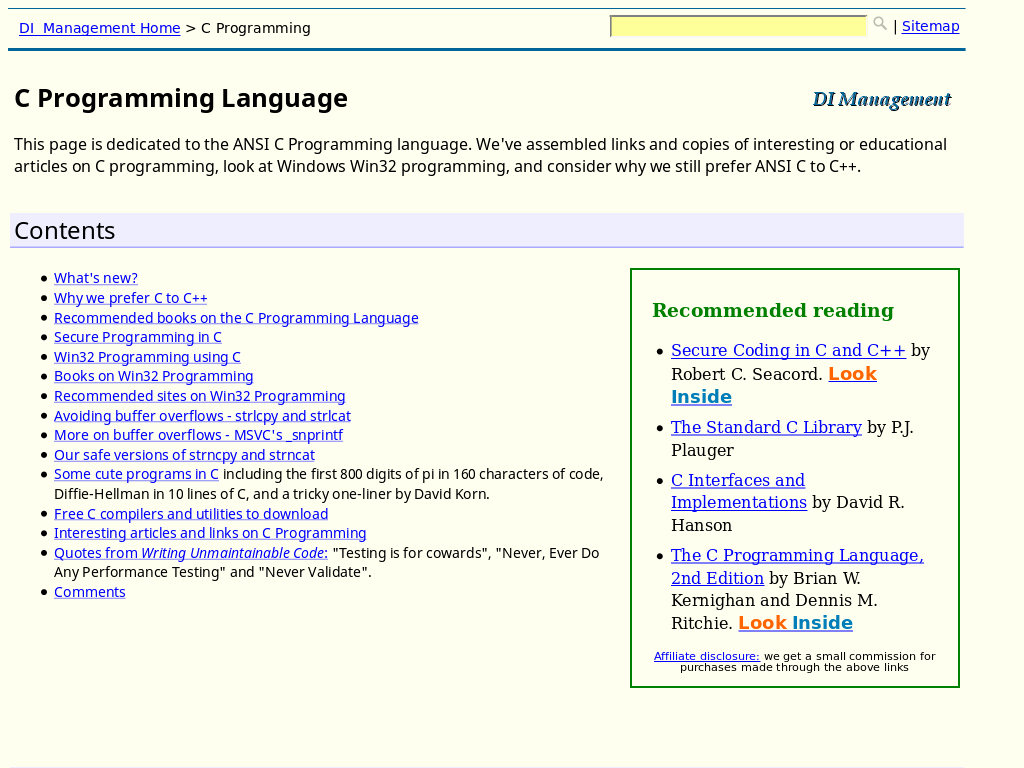 DI Management Home > C Programming
| Sitemap
C Programming Language
DI Management
This page is dedicated to the ANSI C Programming language. We've assembled links and copies of interesting or educational
articles on C programming, look at Windows Win32 programming, and consider why we still prefer ANSI C to C++.
Contents
What's new?
Why we prefer C to C++
Recommended books on the C Programming Language
Secure Programming in C
Win32 Programming using C
Books on Win32 Programming
Recommended sites on Win32 Programming
Avoiding buffer overflows - strlcpy and strlcat
More on buffer overflows - MSVC's _snprintf
Our safe versions of strncpy and strncat
Some cute programs in C including the first 800 digits of pi in 160 characters of code,
Diffie-Hellman in 10 lines of C, and a tricky one-liner by David Korn.
Free C compilers and utilities to download
Interesting articles and links on C Programming
Quotes from Writing Unmaintainable Code: "Testing is for cowards", "Never, Ever Do
Any Performance Testing" and "Never Validate".
Comments
Recommended reading
Secure Coding in C and C++ by
Robert C. Seacord. Look
Inside
The Standard C Library by P.J.
Plauger
C Interfaces and
Implementations by David R.
Hanson
The C Programming Language,
2nd Edition by Brian W.
Kernighan and Dennis M.
Ritchie. Look Inside
Affiliate disclosure: we get a small commission for
purchases made through the above links